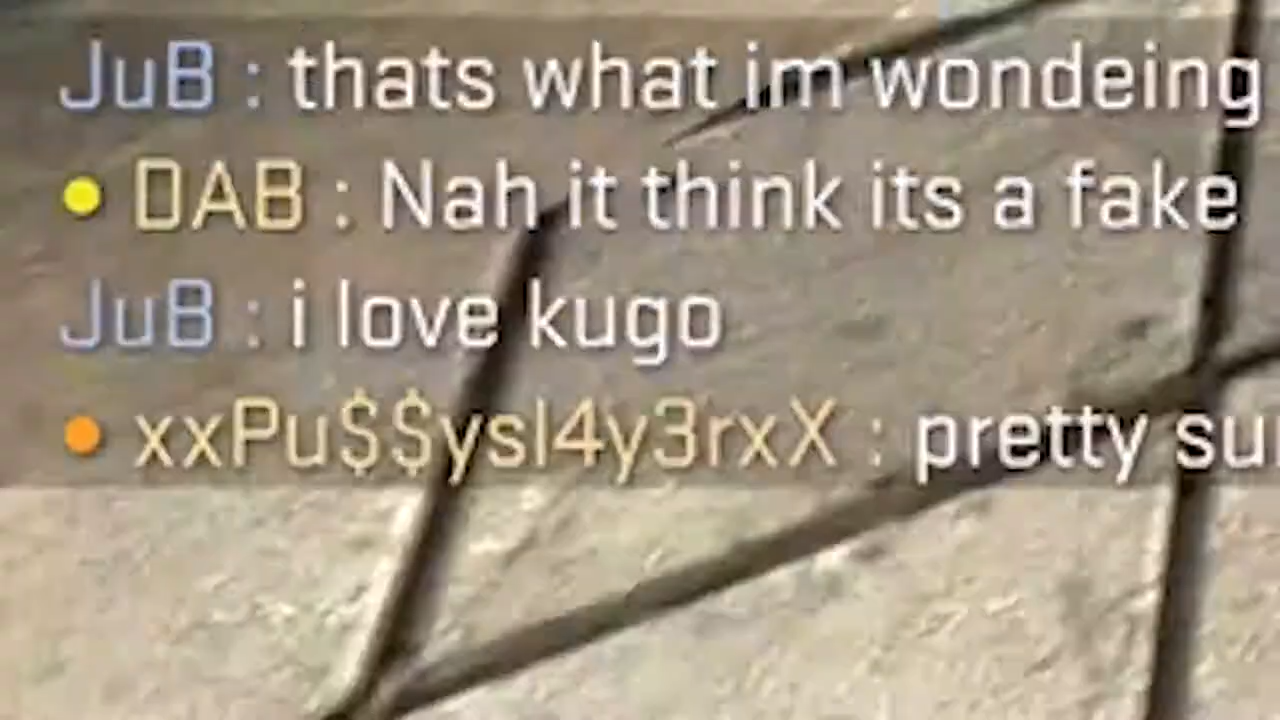 JuB : thats what im wondeing
DAB : Nah it think its a fake
JuB : i love kugo
xxPu$$ysl4y3rxX : pretty